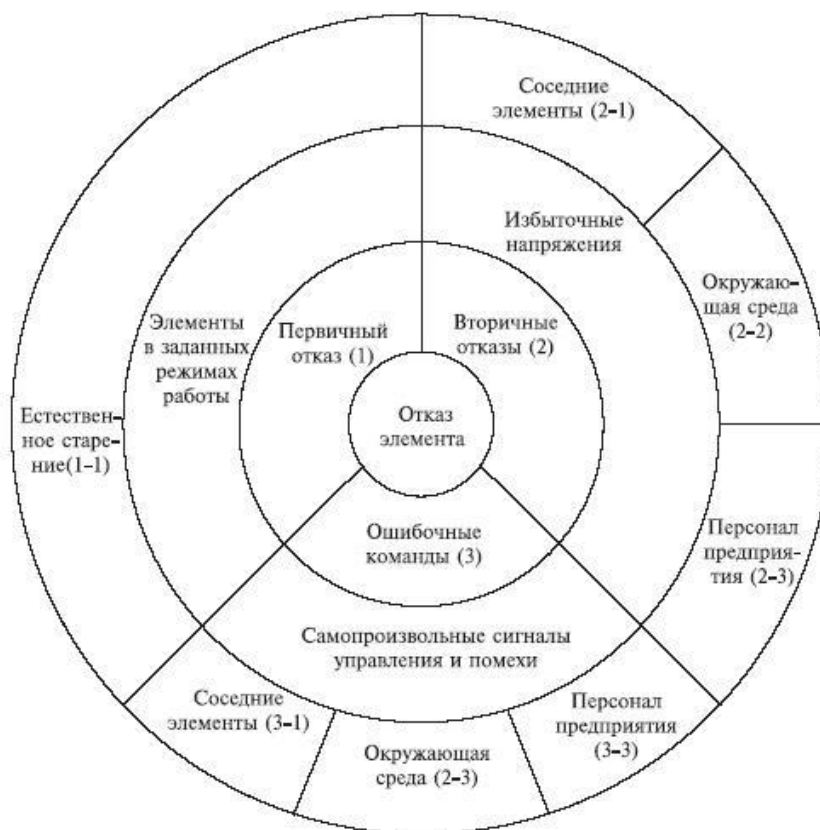 Соседние
элементы (2-1)
Избыточные
напряжения
Окружаю-
щая среда
(2-2)
Элементы
в заданных
режимах
работы
Первичный
отказ (1)
Вторичные
отказы (2)
Естествен-
ное старе-
ние(1-1)
Отказ
элемента
Ошибочные
команды (3)
Персонал
предприя-
тия (2-3)
Самопроизвольные сигналы
управления и помехи
Соседние
элементы (3-1)
Окружающая
среда (2-3)
Персонал
предприятия
(3-3)